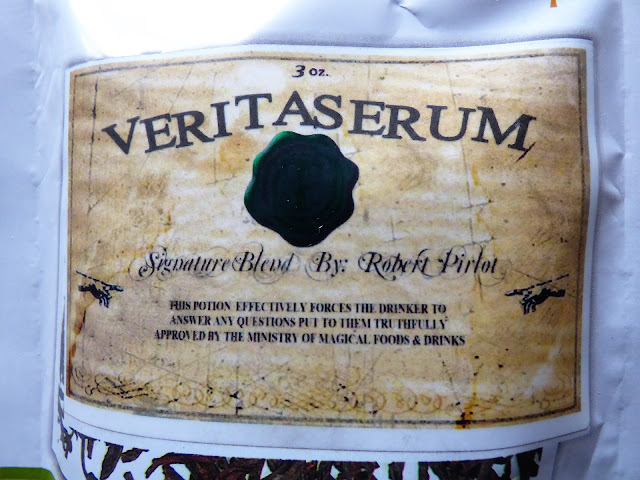 3 oz.
VERITASERUM
Signature Blend By: Robert Pirlot
THIS POTION EFFECTIVELY FORCES THE DRINKER TO
ANSWER ANY QUESTIONS PUT TO THEM TRUTHFULLY
APPROVED BY THE MINISTRY OF MAGICAL FOODS & DRINKS